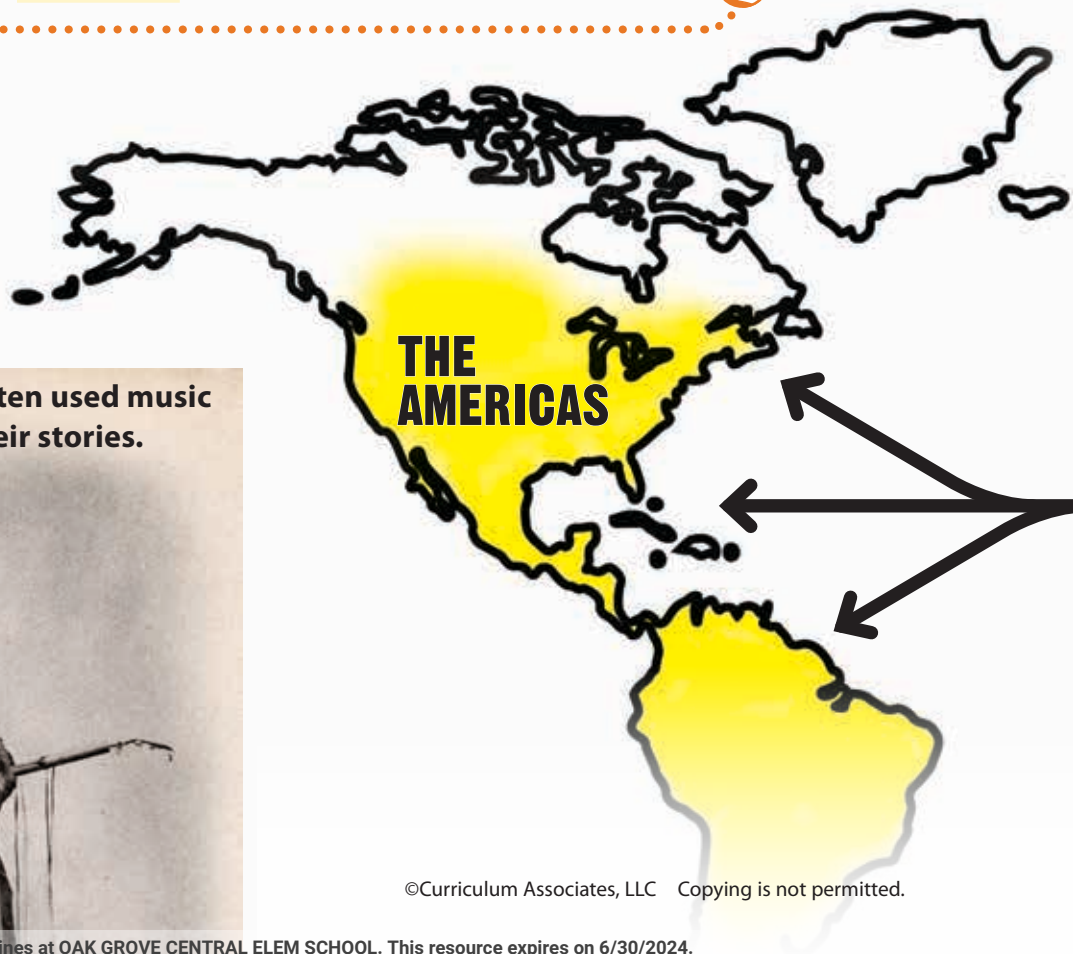 THE
AMERICAS
ten used music
eir stories.
©Curriculum Associates, LLC Copying is not permitted.
ines at OAK GROVE CENTRAL ELEM SCHOOL. This resource expires on 6/30/2024.